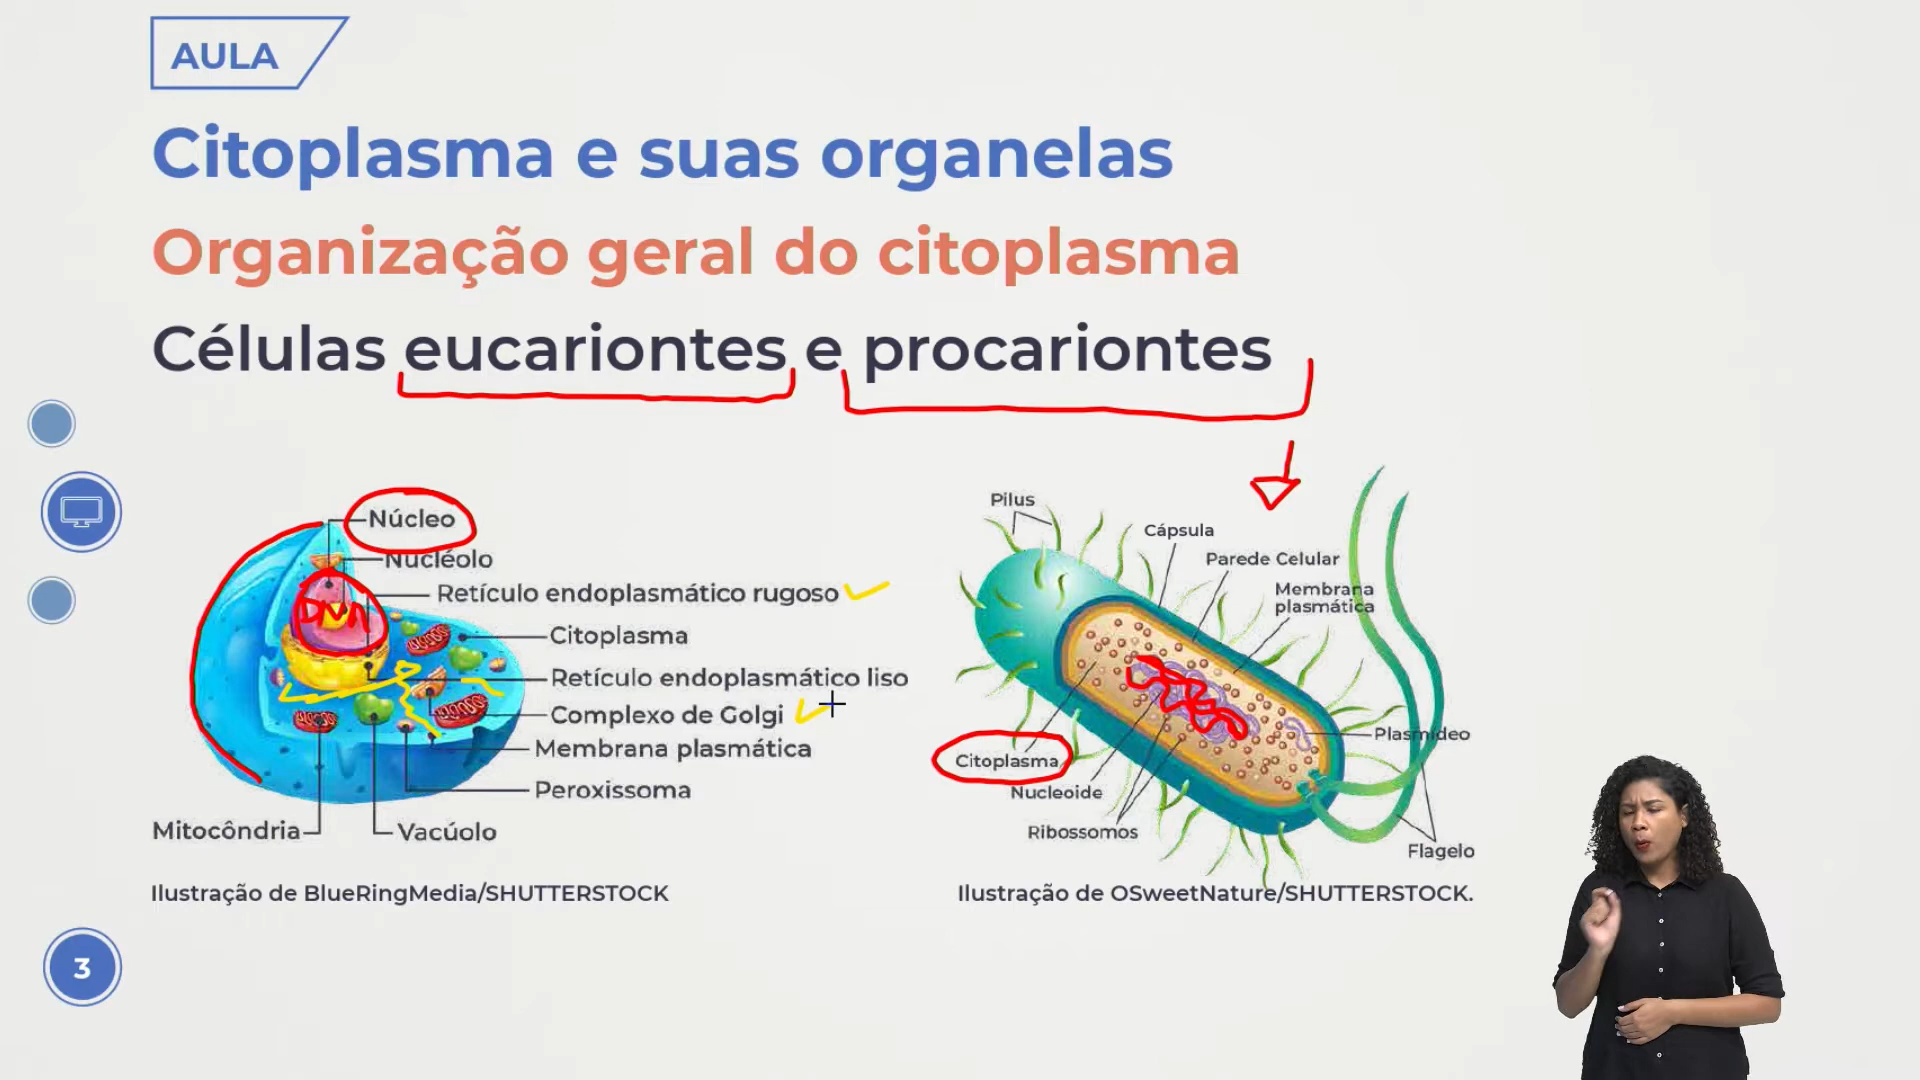 AULA
Citoplasma e suas organelas
Organização geral do citoplasma
Células eucariontes e procariontes
Núcleo
Nucléolo
Retículo endoplasmático rugoso
Citoplasma
Retículo endoplasmático liso
Complexo de Golgi
Membrana plasmática
Peroxissoma
Mitocôndria
Vacúolo
DNA
Ilustração de BlueRingMedia/SHUTTERSTOCK
Pilus
Cápsula
Parede Celular
Membrana
plasmática
Plasmídeo
Citoplasma
Nucleoide
Ribossomos
Flagelo
Ilustração de OSweetNature/SHUTTERSTOCK.
3